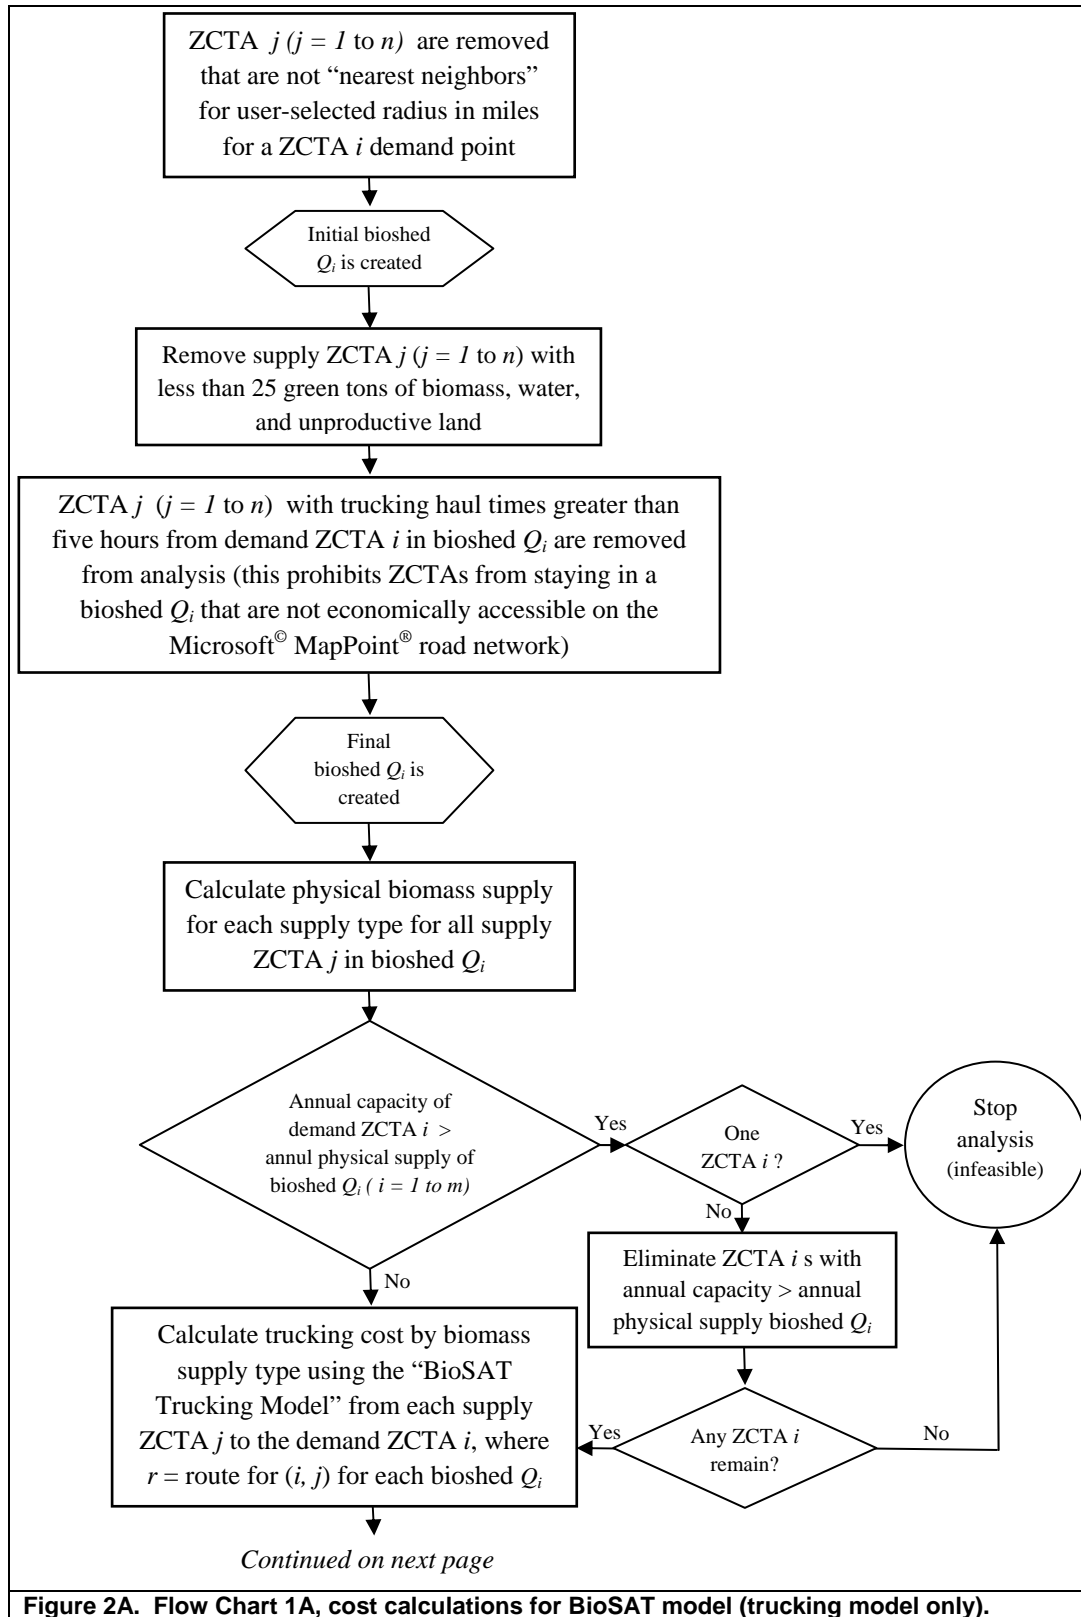 ZCTA j (j = 1 to n) are removed
that are not “nearest neighbors”
for user-selected radius in miles
for a ZCTA i demand point
Initial bioshed
Qi is created
Remove supply ZCTA j (j = 1 to n) with
less than 25 green tons of biomass, water,
and unproductive land
ZCTA j (j = 1 to n) with trucking haul times greater than
five hours from demand ZCTA i in bioshed Qi are removed
from analysis (this prohibits ZCTAs from staying in a
bioshed Qi that are not economically accessible on the
Microsoft© MapPoint® road network)
Final
bioshed Qi is
created
Calculate physical biomass supply
for each supply type for all supply
ZCTA j in bioshed Qi
Annual capacity of
demand ZCTA i >
annul physical supply of
bioshed Qi ( i = 1 to m)
Yes
One
ZCTA i ?
Yes
Stop
analysis
(infeasible)
No
No
Eliminate ZCTA i s with
annual capacity > annual
physical supply bioshed Qi
Calculate trucking cost by biomass
supply type using the “BioSAT
Trucking Model” from each supply
ZCTA j to the demand ZCTA i, where
r = route for (i, j) for each bioshed Qi
Yes
Any ZCTA i
remain?
No
Continued on next page
Figure 2A. Flow Chart 1A, cost calculations for BioSAT model (trucking model only).